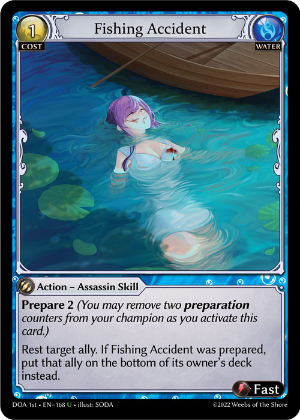 1
Fishing Accident
COST
WATER
Action – Assassin Skill
Prepare 2 (You may remove two preparation
counters from your champion as you activate this
card.)
Rest target ally. If Fishing Accident was prepared,
put that ally on the bottom of its owner's deck
instead.
Fast
DOA 1st • EN-168 U • illust: SODA
©2022 Weebs of the Shore